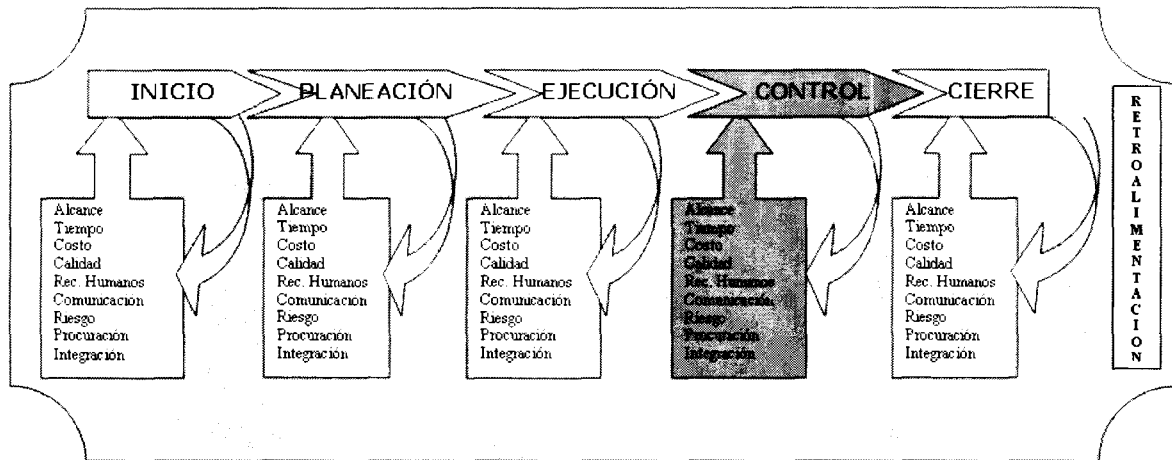 INICIO PLANEACIÓN EJECUCIÓN CONTROL CIERRE
Alcance
Tiempo
Costo
Calidad
Rec. Humanos
Comunicación
Riesgo
Procuración
Integración
Alcance
Tiempo
Costo
Calidad
Rec. Humanos
Comunicación
Riesgo
Procuración
Integración
Alcance
Tiempo
Costo
Calidad
Rec. Humanos
Comunicación
Riesgo
Procuración
Integración
Alcance
Tiempo
Costo
Calidad
Rec. Humanos
Comunicación
Riesgo
Procuración
Integración
Alcance
Tiempo
Costo
Calidad
Rec. Humanos
Comunicación
Riesgo
Procuración
Integración
RETROALIMENTACION